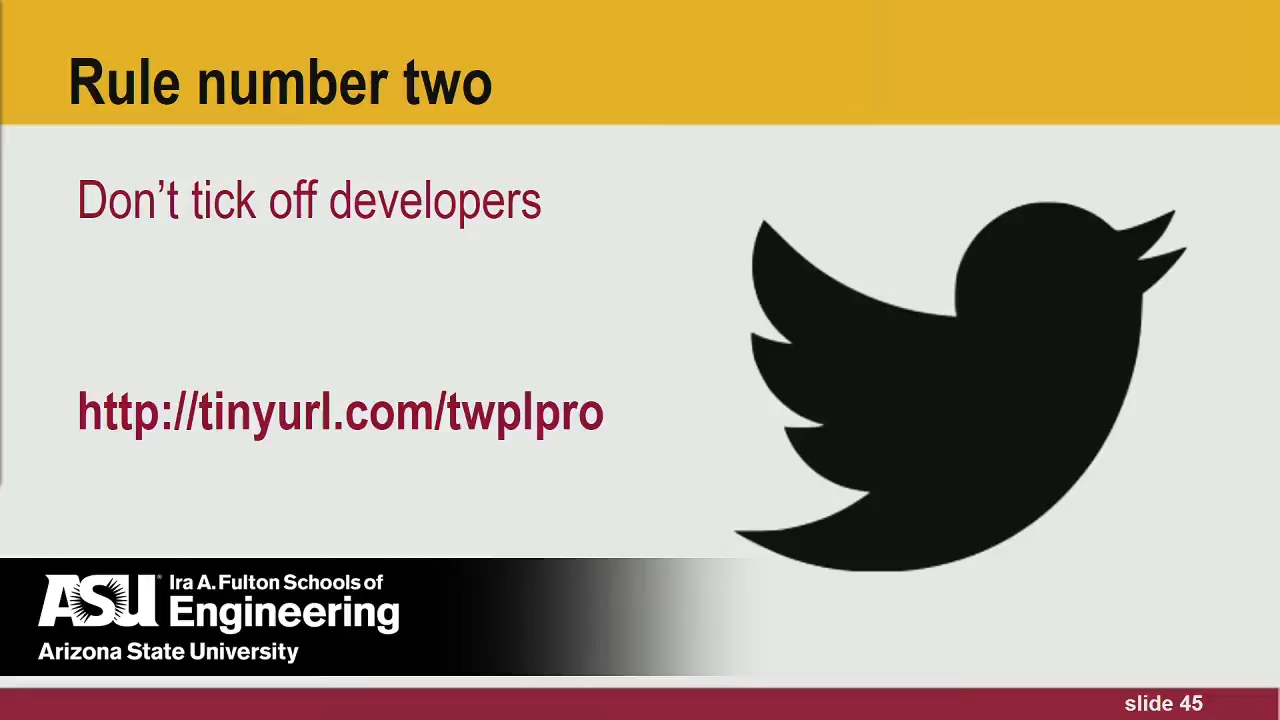 Rule number two
Don’t tick off developers
http://tinyurl.com/twplpro
ASU Ira A. Fulton Schools of
Engineering
Arizona State University
slide 45